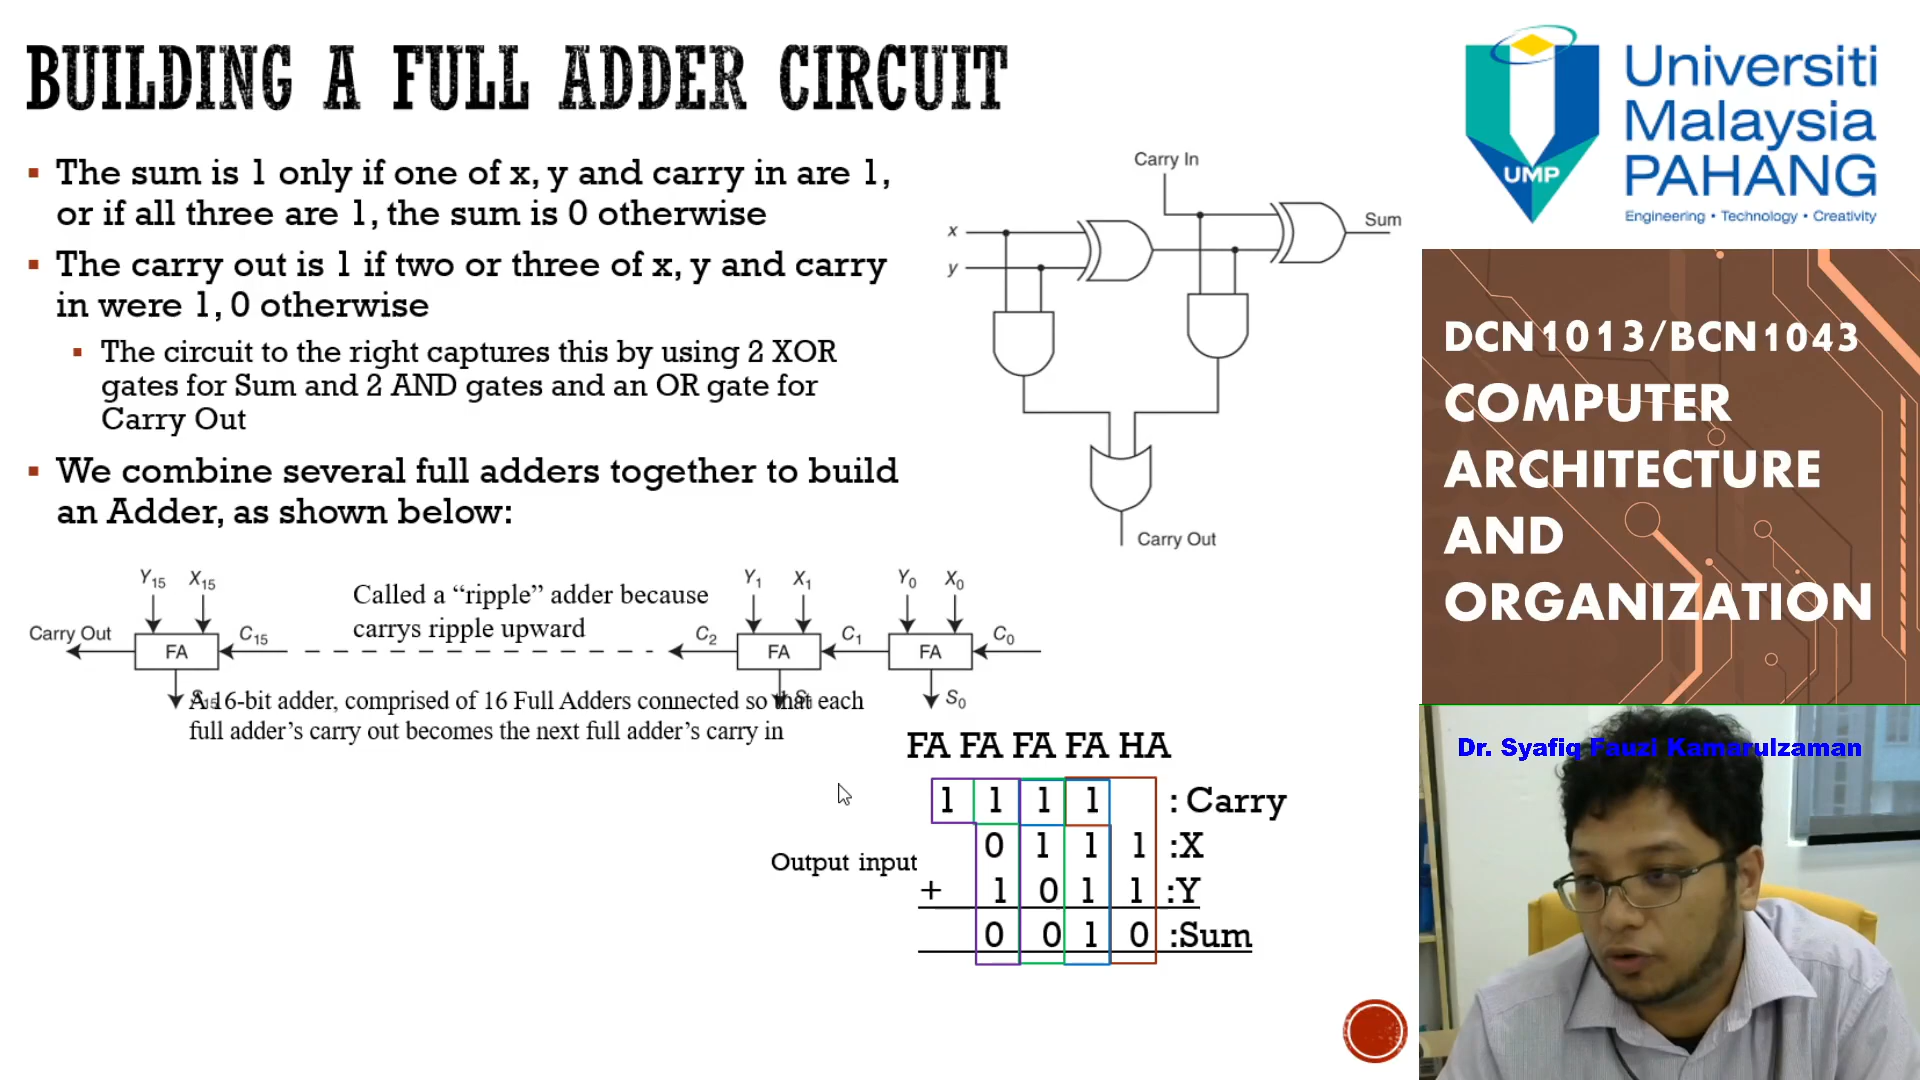 BUILDING A FULL ADDER CIRCUIT
The sum is 1 only if one of x, y and carry in are 1,
or if all three are 1, the sum is 0 otherwise
The carry out is 1 if two or three of x, y and carry
in were 1, 0 otherwise
The circuit to the right captures this by using 2 XOR
gates for Sum and 2 AND gates and an OR gate for
Carry Out
We combine several full adders together to build
an Adder, as shown below:
Carry In
x
y
Sum
Carry Out
Y15 X15
Called a “ripple” adder because
carrys ripple upward
Y1 X1 Y0 X0
Carry Out FA C15 C2 FA C1 FA C0
S15 S1 S0
A 16-bit adder, comprised of 16 Full Adders connected so that each
full adder’s carry out becomes the next full adder’s carry in
FA FA FA FA HA
1 1 1 1 : Carry
0 1 1 1 :X
Output input
+ 1 0 1 1 :Y
0 0 1 0 :Sum
UMP
Universiti
Malaysia
PAHANG
Engineering • Technology • Creativity
DCN1013/BCN1043
COMPUTER
ARCHITECTURE
AND
ORGANIZATION
Dr. Syafiq Fauzi Kamarulzaman